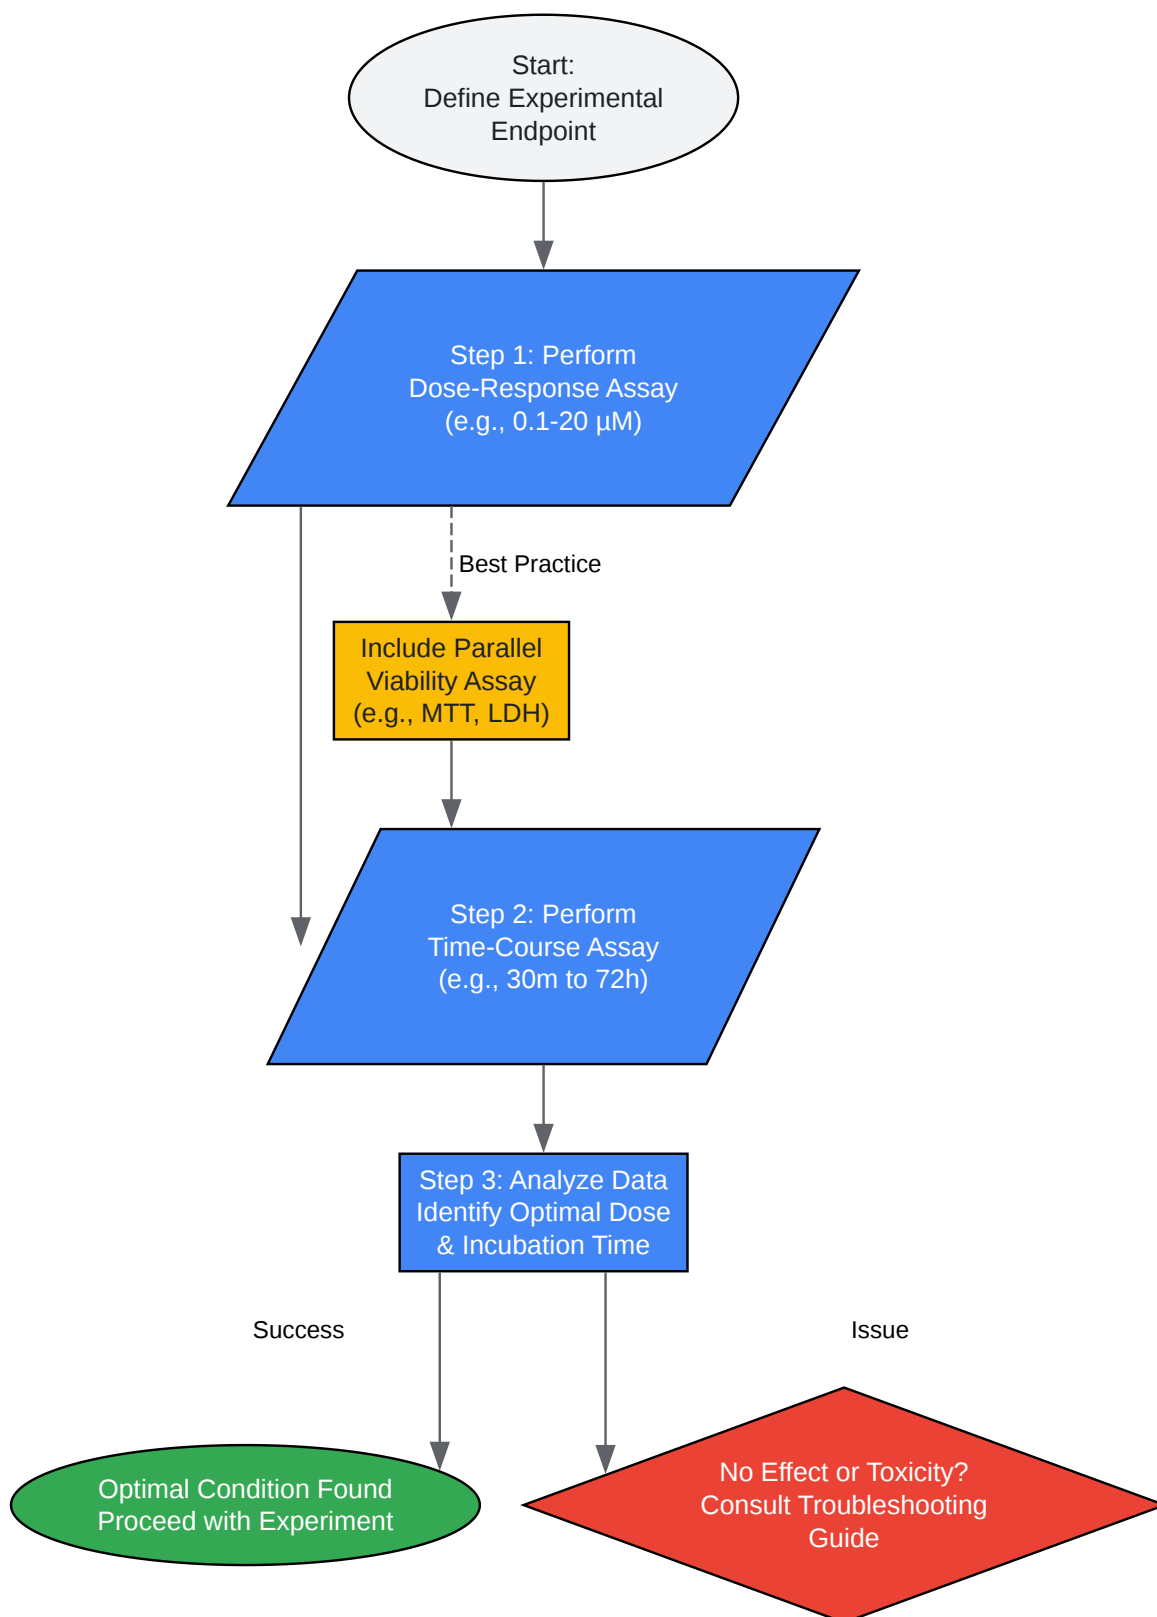 Start:
Define Experimental
Endpoint
Step 1: Perform
Dose-Response Assay
(e.g., 0.1-20 µM)
Best Practice
Include Parallel
Viability Assay
(e.g., MTT, LDH)
Step 2: Perform
Time-Course Assay
(e.g., 30m to 72h)
Step 3: Analyze Data
Identify Optimal Dose
& Incubation Time
Success
Issue
Optimal Condition Found
Proceed with Experiment
No Effect or Toxicity?
Consult Troubleshooting
Guide